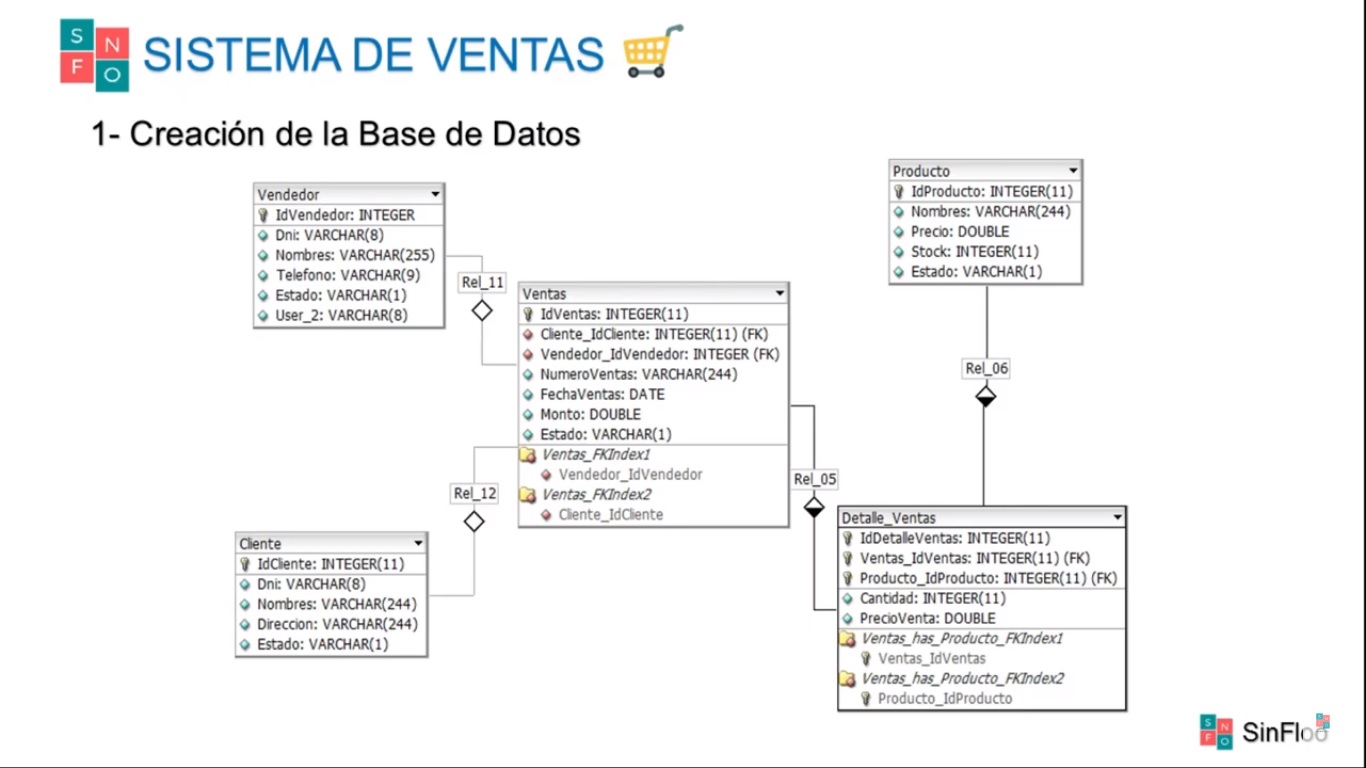 S N F O
SISTEMA DE VENTAS
1- Creación de la Base de Datos
Vendedor
IdVendedor: INTEGER
Dni: VARCHAR(8)
Nombres: VARCHAR(255)
Telefono: VARCHAR(9)
Estado: VARCHAR(1)
User_2: VARCHAR(8)
Rel_11
Ventas
IdVentas: INTEGER(11)
Cliente_IdCliente: INTEGER(11) (FK)
Vendedor_IdVendedor: INTEGER (FK)
NumeroVentas: VARCHAR(244)
FechaVentas: DATE
Monto: DOUBLE
Estado: VARCHAR(1)
Ventas_FKIndex1
Vendedor_IdVendedor
Ventas_FKIndex2
Cliente_IdCliente
Rel_12
Cliente
IdCliente: INTEGER(11)
Dni: VARCHAR(8)
Nombres: VARCHAR(244)
Direccion: VARCHAR(244)
Estado: VARCHAR(1)
Producto
IdProducto: INTEGER(11)
Nombres: VARCHAR(244)
Precio: DOUBLE
Stock: INTEGER(11)
Estado: VARCHAR(1)
Rel_06
Rel_05
Detalle_Ventas
IdDetalleVentas: INTEGER(11)
Ventas_IdVentas: INTEGER(11) (FK)
Producto_IdProducto: INTEGER(11) (FK)
Cantidad: INTEGER(11)
PrecioVenta: DOUBLE
Ventas_has_Producto_FKIndex1
Ventas_IdVentas
Ventas_has_Producto_FKIndex2
Producto_IdProducto
S N F O
SinFloo